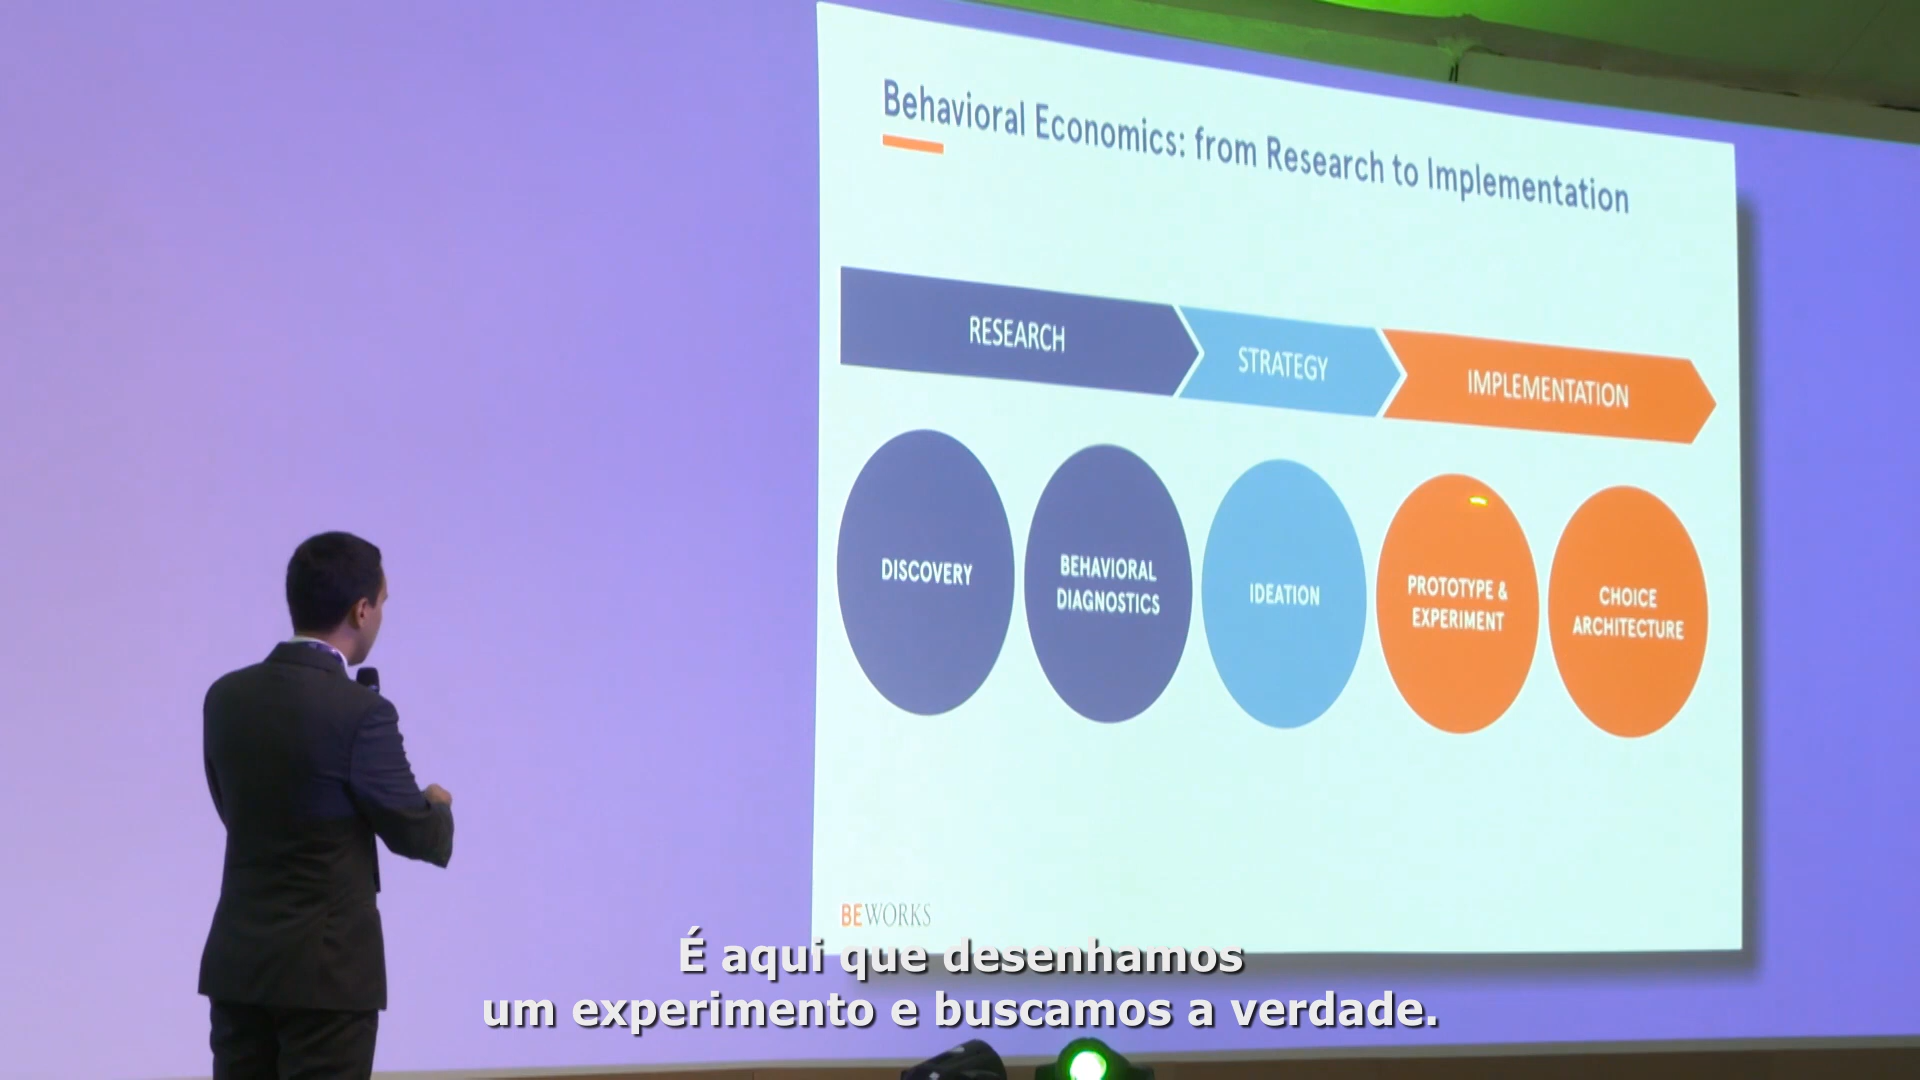 Behavioral Economics: from Research to Implementation
RESEARCH
STRATEGY
IMPLEMENTATION
DISCOVERY
BEHAVIORAL
DIAGNOSTICS
IDEATION
PROTOTYPE &
EXPERIMENT
CHOICE
ARCHITECTURE
BEWORKS
É aqui que desenhamos
um experimento e buscamos a verdade.